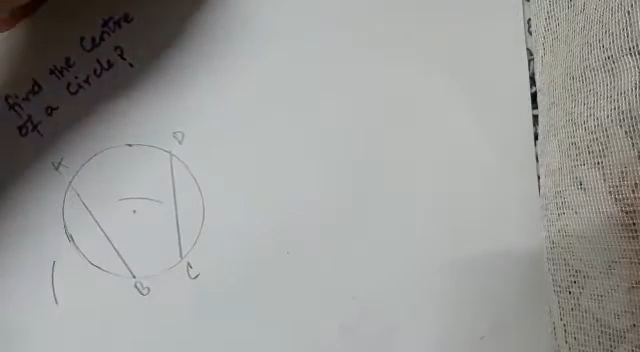 find the Centre
of a Circle?
A
D
B
C